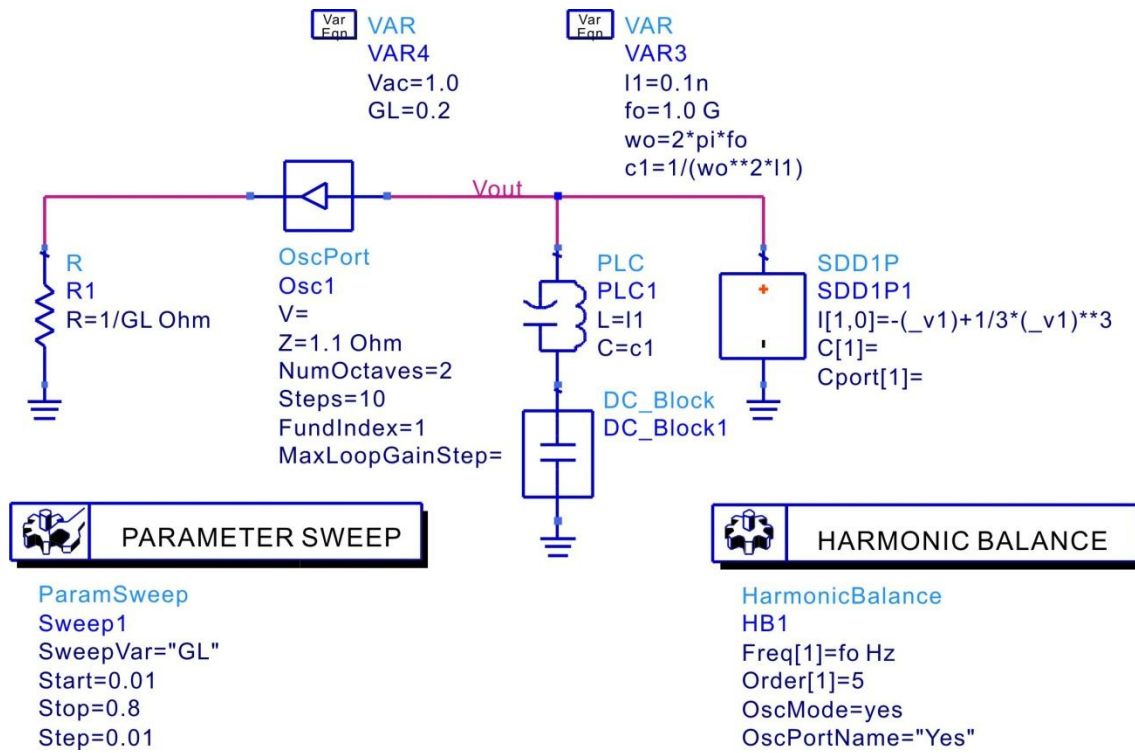 Var
Eqn
VAR
VAR4
Vac=1.0
GL=0.2
Var
Eqn
VAR
VAR3
l1=0.1n
fo=1.0 G
wo=2*pi*fo
c1=1/(wo**2*l1)
Vout
R
R1
R=1/GL Ohm
OscPort
Osc1
V=
Z=1.1 Ohm
NumOctaves=2
Steps=10
FundIndex=1
MaxLoopGainStep=
PLC
PLC1
L=l1
C=c1
DC_Block
DC_Block1
SDD1P
SDD1P1
I[1,0]=-(_v1)+1/3*(_v1)**3
C[1]=
Cport[1]=
PARAMETER SWEEP
ParamSweep
Sweep1
SweepVar="GL"
Start=0.01
Stop=0.8
Step=0.01
HARMONIC BALANCE
HarmonicBalance
HB1
Freq[1]=fo Hz
Order[1]=5
OscMode=yes
OscPortName="Yes"